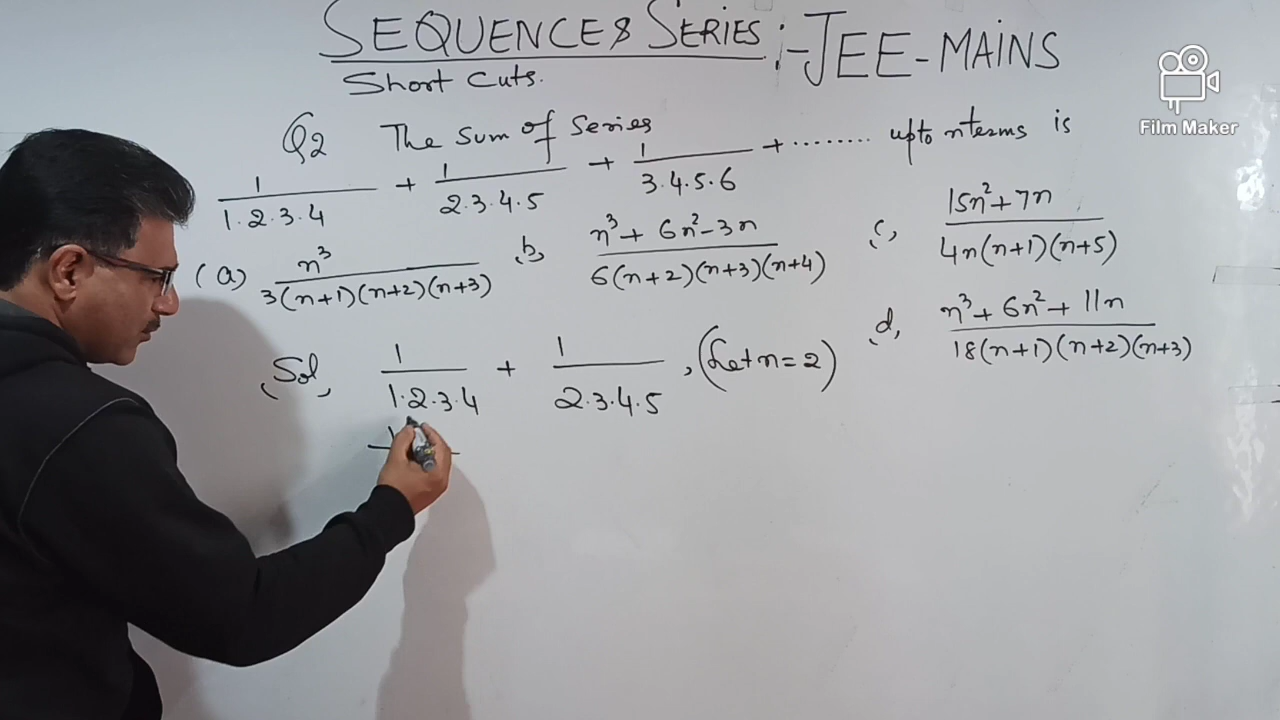 SEQUENCE & SERIES :- JEE-MAINS
Short Cuts.
Film Maker
Q2 The Sum of Series
1/1·2·3·4 + 1/2·3·4·5 + 1/3·4·5·6 + ........ upto n terms is
(a) n³/3(n+1)(n+2)(n+3) b, n³+6n²-3n/6(n+2)(n+3)(n+4) c, 15n²+7n/4n(n+1)(n+5)
d, n³+6n²+11n/18(n+1)(n+2)(n+3)
(Sol, 1/1·2·3·4 + 1/2·3·4·5, (Let n=2)